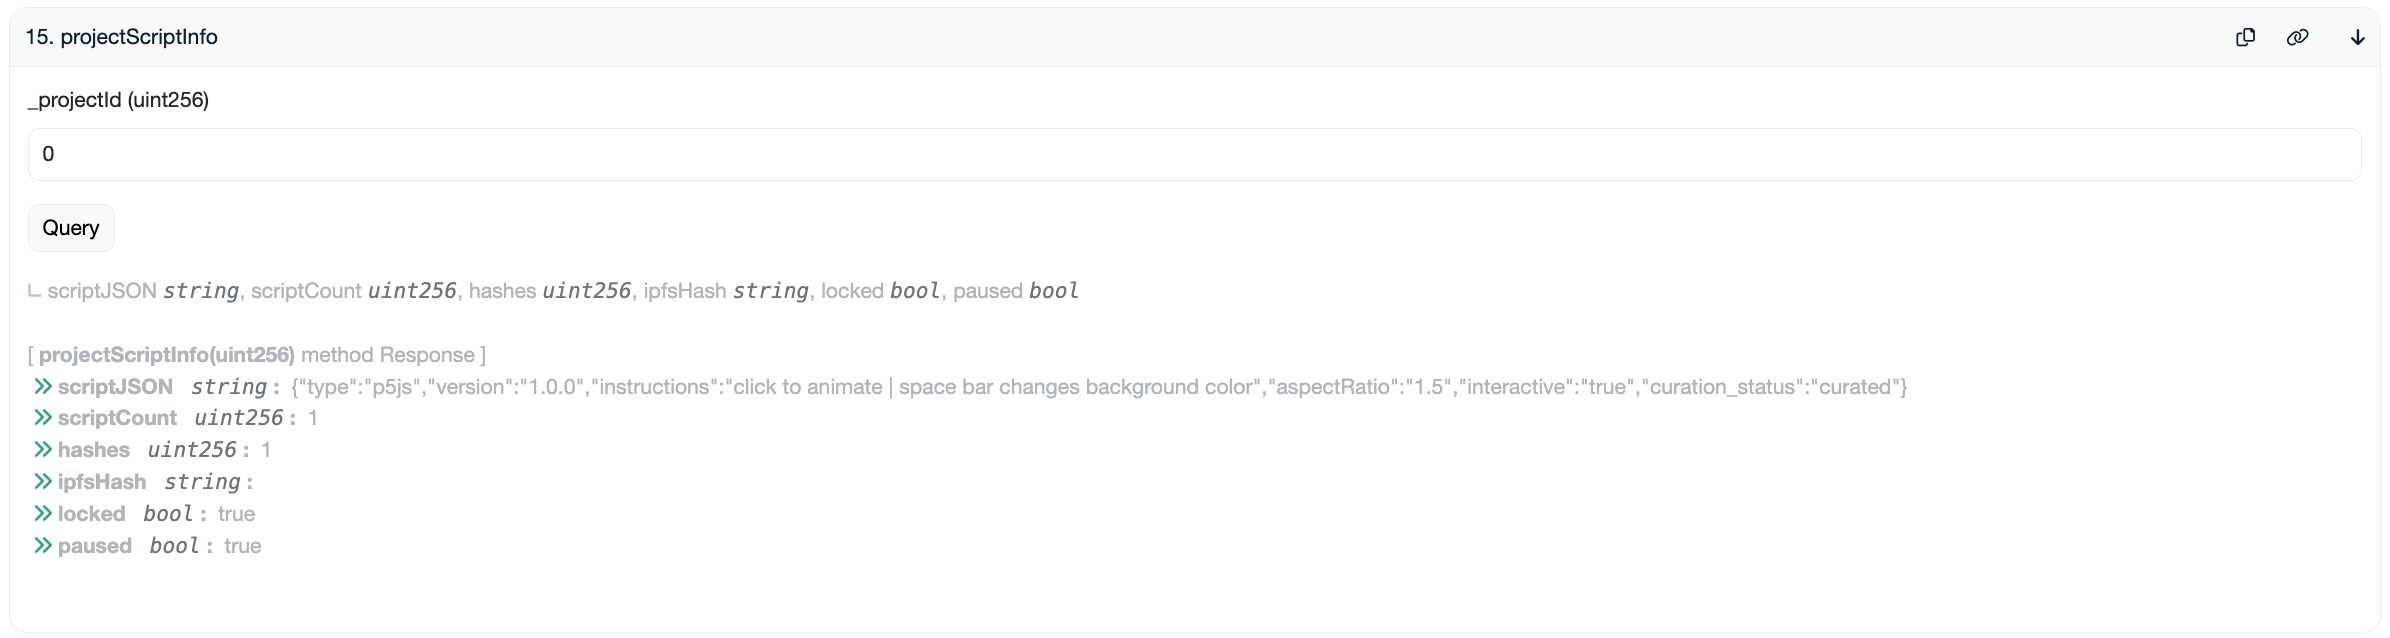 15. projectScriptInfo
_projectId (uint256)
0
Query
scriptJSON string, scriptCount uint256, hashes uint256, ipfsHash string, locked bool, paused bool
[ projectScriptInfo(uint256) method Response ]
scriptJSON string : {"type":"p5js","version":"1.0.0","instructions":"click to animate | space bar changes background color","aspectRatio":"1.5","interactive":"true","curation_status":"curated"}
scriptCount uint256 : 1
hashes uint256 : 1
ipfsHash string :
locked bool : true
paused bool : true